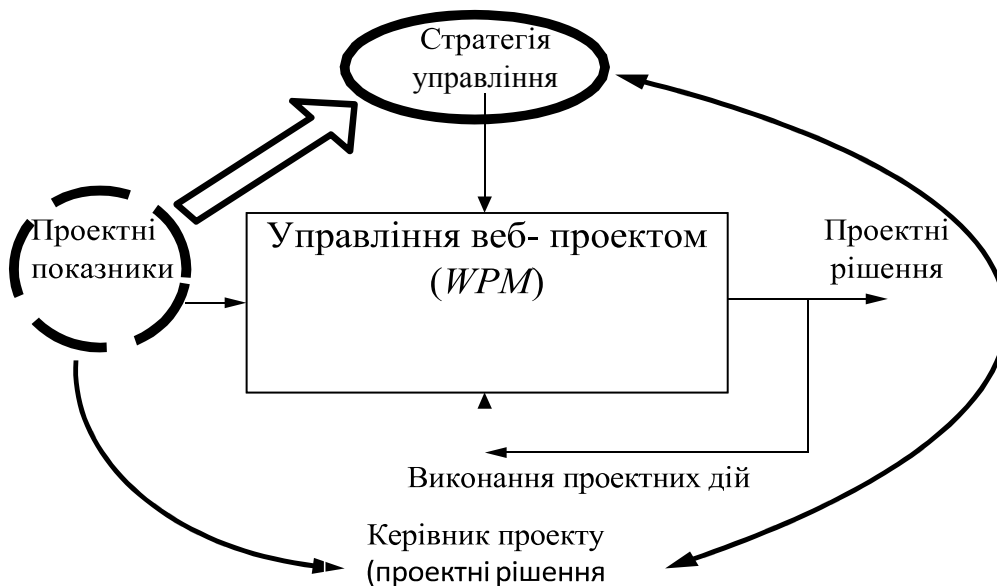 Стратегія
управління
Проектні
показники
Управління веб- проектом
(WPM)
Проектні
рішення
Виконання проектних дій
Керівник проекту
(проектні рішення